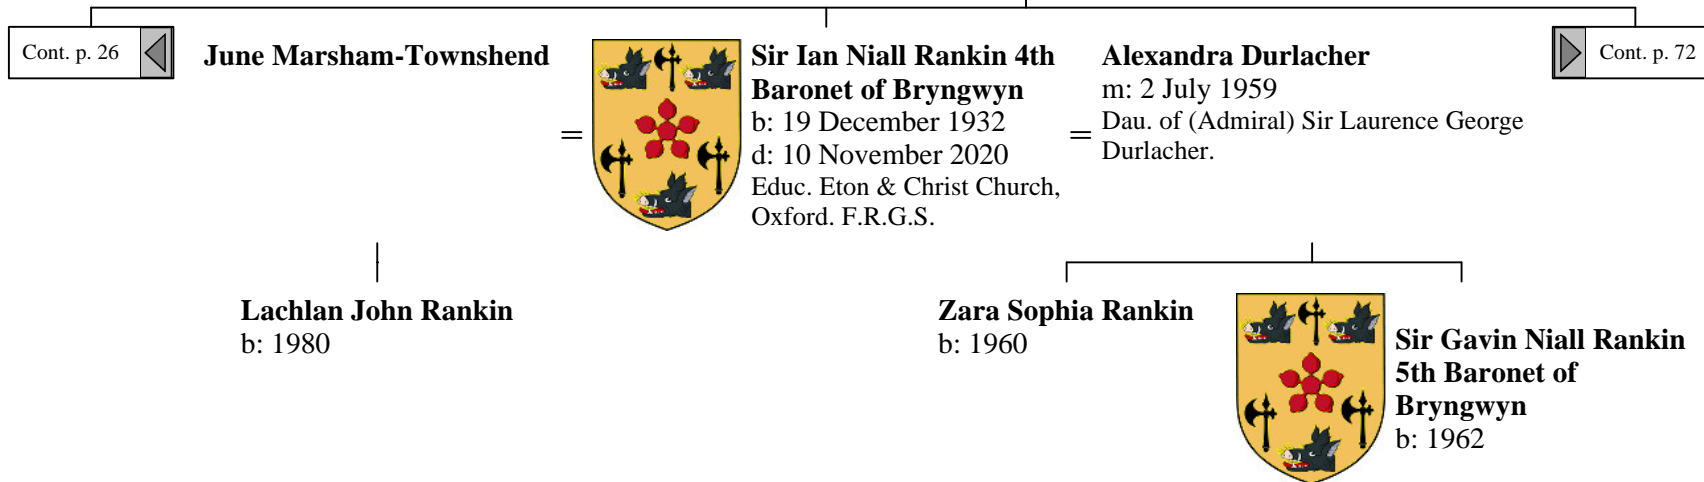 Cont. p. 26
June Marsham-Townshend
=
Sir Ian Niall Rankin 4th
Baronet of Bryngwyn
b: 19 December 1932
d: 10 November 2020
Educ. Eton & Christ Church,
Oxford. F.R.G.S.
=
Alexandra Durlacher
m: 2 July 1959
Dau. of (Admiral) Sir Laurence George
Durlacher.
Cont. p. 72
Lachlan John Rankin
b: 1980
Zara Sophia Rankin
b: 1960
Sir Gavin Niall Rankin
5th Baronet of
Bryngwyn
b: 1962